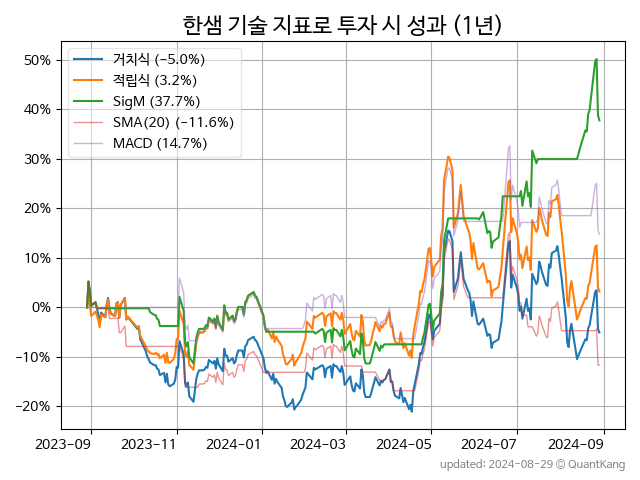 한샘 기술 지표로 투자 시 성과 (1년)
50%
40%
30%
20%
10%
0%
−10%
−20%
거치식 (−5.0%)
적립식 (3.2%)
SigM (37.7%)
SMA(20) (−11.6%)
MACD (14.7%)
2023-09 2023-11 2024-01 2024-03 2024-05 2024-07 2024-09
updated: 2024-08-29 © QuantKang